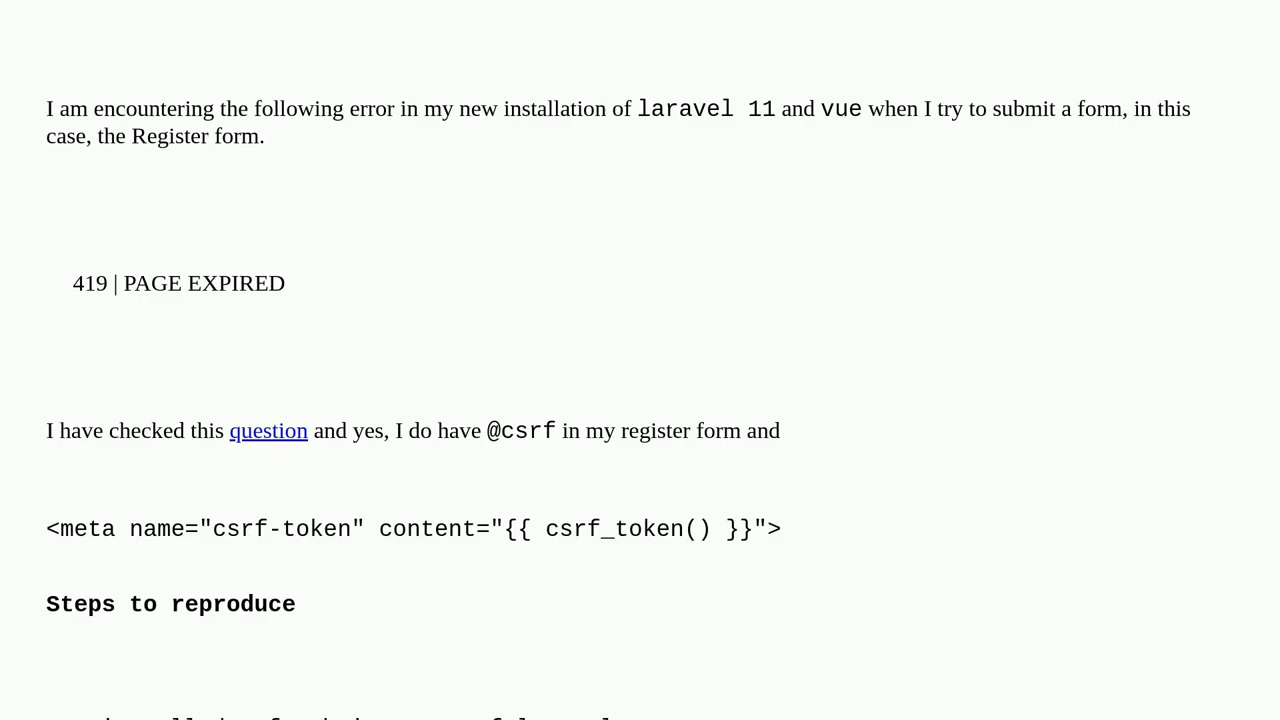 I am encountering the following error in my new installation of laravel 11 and vue when I try to submit a form, in this
case, the Register form.
419 | PAGE EXPIRED
I have checked this question and yes, I do have @csrf in my register form and
<meta name="csrf-token" content="{{ csrf_token() }}">
Steps to reproduce